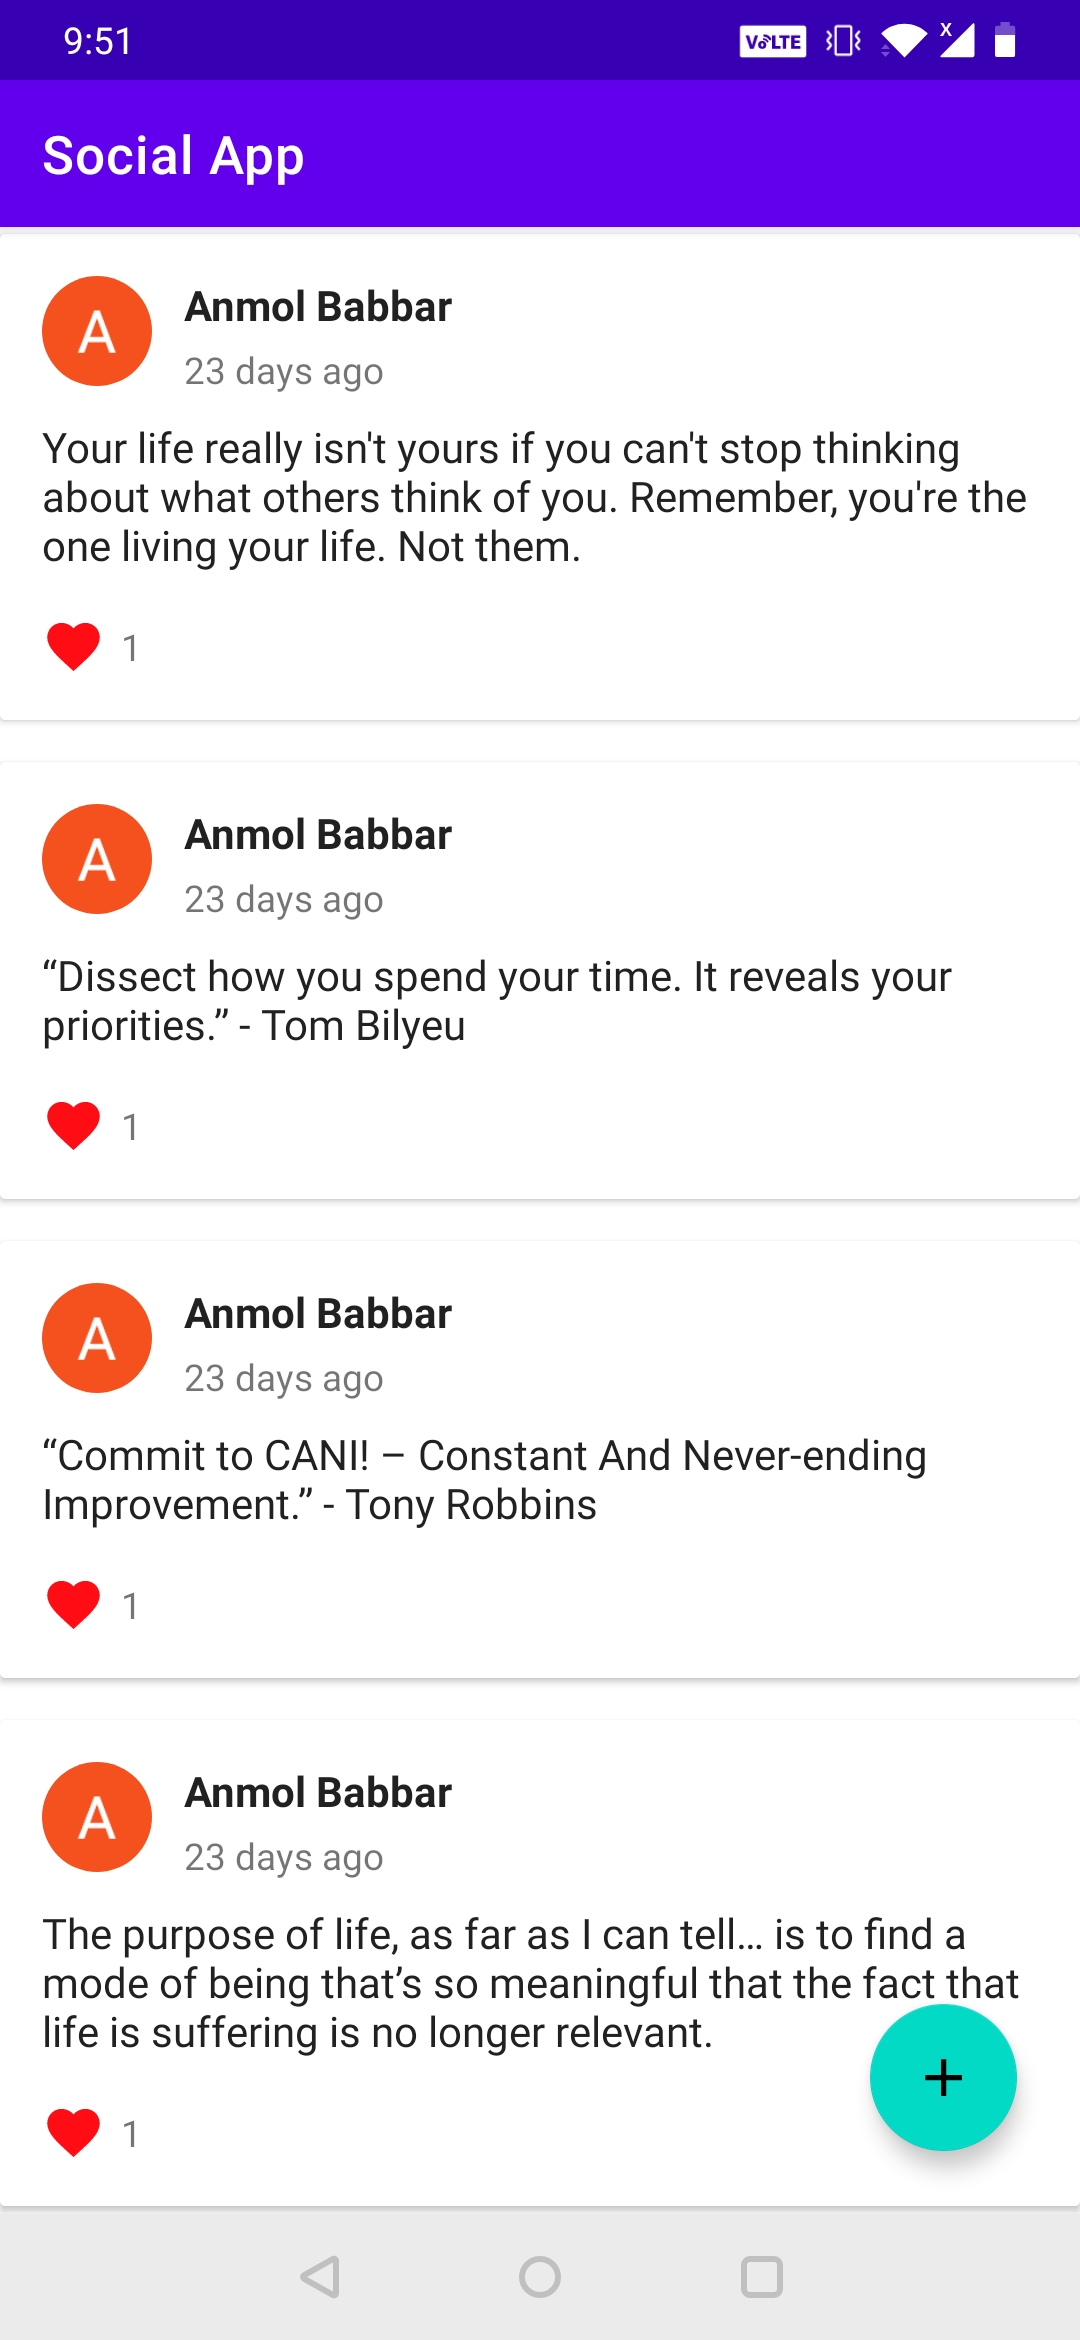 9:51
VoLTE
X
Social App
A
Anmol Babbar
23 days ago
Your life really isn't yours if you can't stop thinking
about what others think of you. Remember, you're the
one living your life. Not them.
1
A
Anmol Babbar
23 days ago
“Dissect how you spend your time. It reveals your
priorities.” - Tom Bilyeu
1
A
Anmol Babbar
23 days ago
“Commit to CANI! – Constant And Never-ending
Improvement.” - Tony Robbins
1
A
Anmol Babbar
23 days ago
The purpose of life, as far as I can tell… is to find a
mode of being that’s so meaningful that the fact that
life is suffering is no longer relevant.
+
1